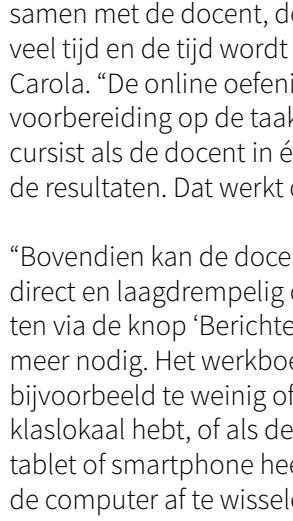 samen met de docent, de
veel tijd en de tijd wordt
Carola. “De online oefeni
voorbereiding op de taak
cursist als de docent in é
de resultaten. Dat werkt

“Bovendien kan de doce
direct en laagdrempelig
ten via de knop ‘Berichte
meer nodig. Het werkboe
bijvoorbeeld te weinig of
klaslokaal hebt, of als de
tablet of smartphone hee
de computer af te wissele